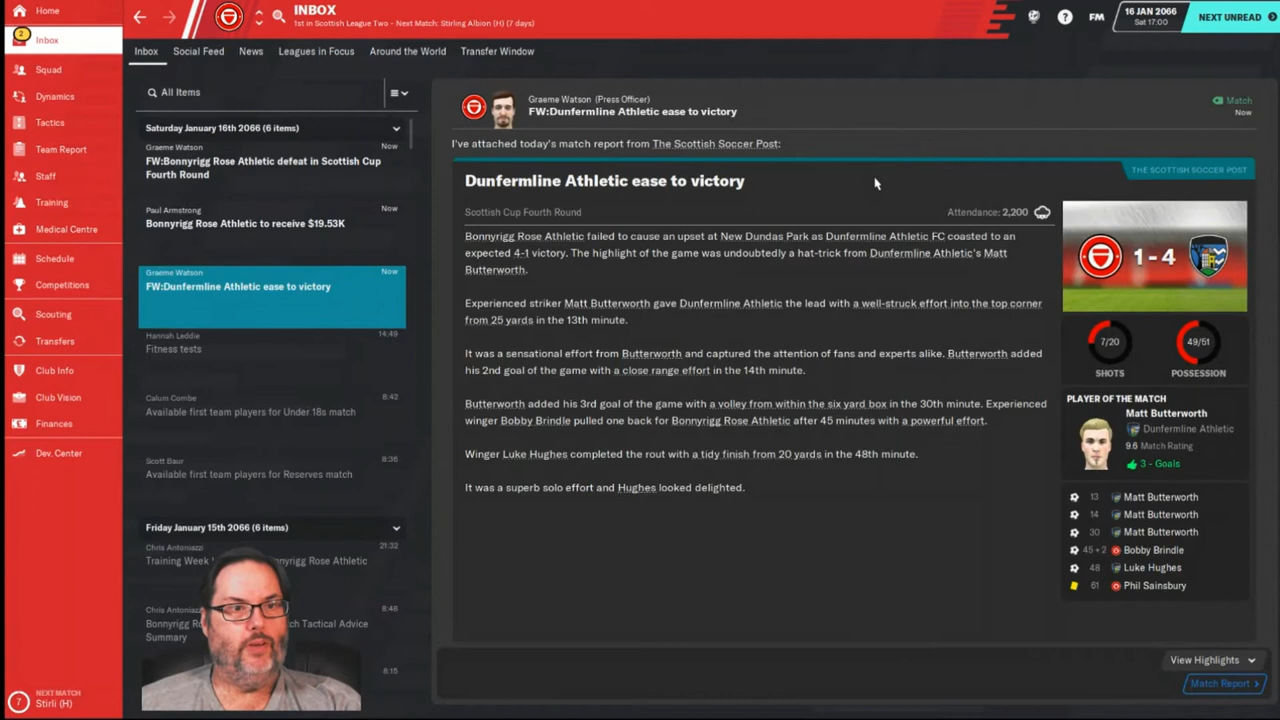 Home
INBOX
1st in Scottish League Two - Next Match: Stirling Albion (H) (7 days)
FM
16 JAN 2066
Sat 17:00
NEXT UNREAD
2
Inbox
Squad
Dynamics
Tactics
Team Report
Staff
Training
Medical Centre
Schedule
Competitions
Scouting
Transfers
Club Info
Club Vision
Finances
Dev. Center
NEXT MATCH
7 Stirli (H)
Inbox Social Feed News Leagues in Focus Around the World Transfer Window
All Items
Saturday January 16th 2066 (6 items)
Graeme Watson Now
FW:Bonnyrigg Rose Athletic defeat in Scottish Cup
Fourth Round
Paul Armstrong Now
Bonnyrigg Rose Athletic to receive $19.53K
Graeme Watson Now
FW:Dunfermline Athletic ease to victory
Hannah Leddie 14:49
Fitness tests
Calum Combe 8:42
Available first team players for Under 18s match
Scott Baur 8:36
Available first team players for Reserves match
Friday January 15th 2066 (6 items)
Chris Antoniazzi 21:32
Training Week nnyrigg Rose Athletic
Chris Antoni 8:48
Bonnyrigg R ch Tactical Advice
Summary
8:15
Graeme Watson (Press Officer)
FW:Dunfermline Athletic ease to victory
Match
Now
I've attached today's match report from The Scottish Soccer Post:
THE SCOTTISH SOCCER POST
Dunfermline Athletic ease to victory
Scottish Cup Fourth Round Attendance: 2,200
Bonnyrigg Rose Athletic failed to cause an upset at New Dundas Park as Dunfermline Athletic FC coasted to an
expected 4-1 victory. The highlight of the game was undoubtedly a hat-trick from Dunfermline Athletic's Matt
Butterworth.
Experienced striker Matt Butterworth gave Dunfermline Athletic the lead with a well-struck effort into the top corner
from 25 yards in the 13th minute.
It was a sensational effort from Butterworth and captured the attention of fans and experts alike. Butterworth added
his 2nd goal of the game with a close range effort in the 14th minute.
Butterworth added his 3rd goal of the game with a volley from within the six yard box in the 30th minute. Experienced
winger Bobby Brindle pulled one back for Bonnyrigg Rose Athletic after 45 minutes with a powerful effort.
Winger Luke Hughes completed the rout with a tidy finish from 20 yards in the 48th minute.
It was a superb solo effort and Hughes looked delighted.
1 - 4
7/20 49/51
SHOTS POSSESSION
PLAYER OF THE MATCH
Matt Butterworth
Dunfermline Athletic
9.6 Match Rating
3 - Goals
13 Matt Butterworth
14 Matt Butterworth
30 Matt Butterworth
45+2 Bobby Brindle
48 Luke Hughes
61 Phil Sainsbury
View Highlights
Match Report